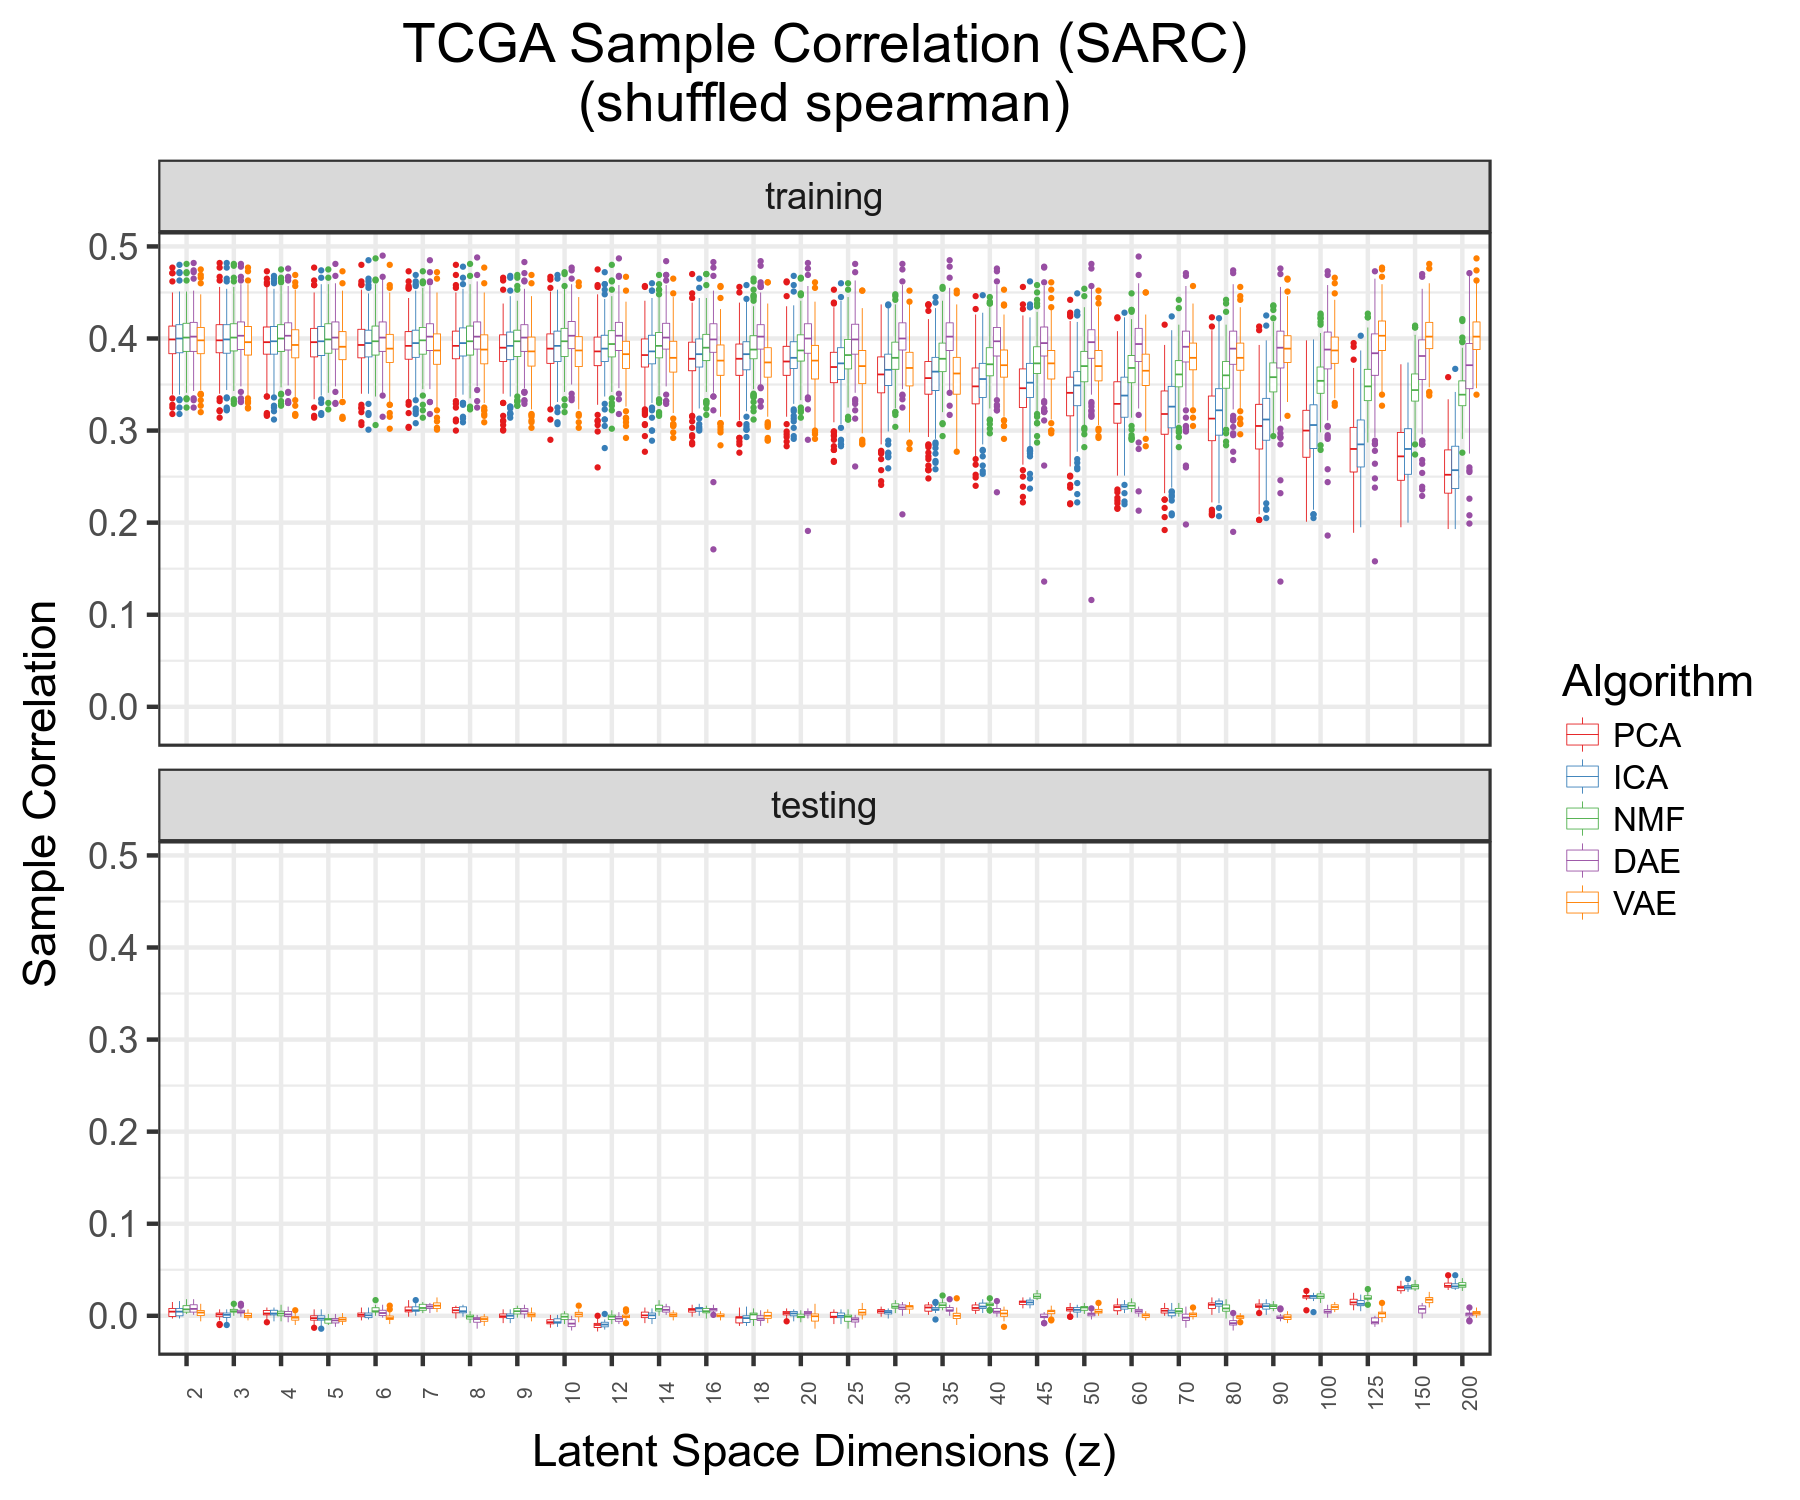 TCGA Sample Correlation (SARC)
(shuffled spearman)
training
0.5
0.4
0.3
0.2
0.1
0.0
testing
0.5
0.4
0.3
0.2
0.1
0.0
Sample Correlation
2 3 4 5 6 7 8 9 10 12 14 16 18 20 25 30 35 40 45 50 60 70 80 90 100 125 150 200
Latent Space Dimensions (z)
Algorithm
PCA
ICA
NMF
DAE
VAE